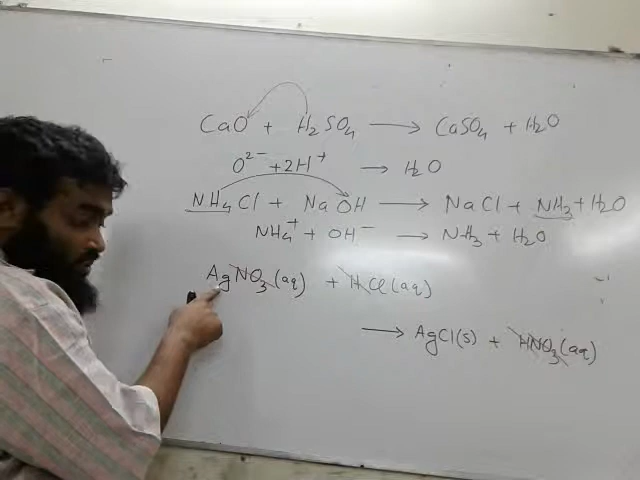 CaO + H₂SO₄ → CaSO₄ + H₂O
O²⁻ + 2H⁺ → H₂O
NH₄Cl + NaOH → NaCl + NH₃ + H₂O
NH₄⁺ + OH⁻ → NH₃ + H₂O
AgNO₃(aq) + HCl(aq)
→ AgCl(s) + HNO₃(aq)